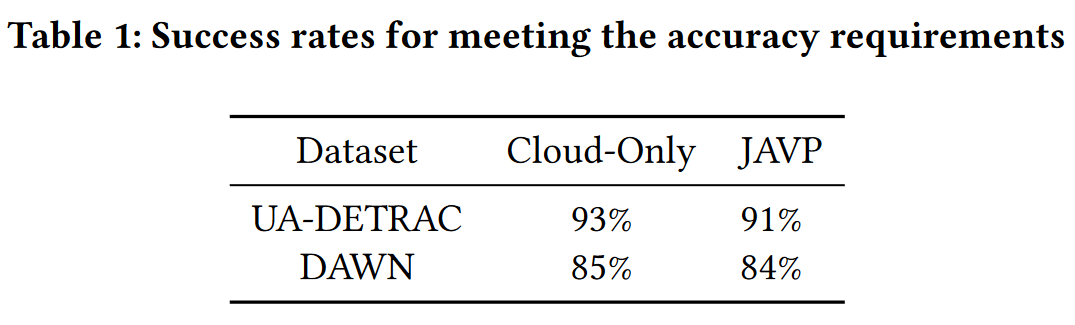 Table 1: Success rates for meeting the accuracy requirements
Dataset Cloud-Only JAVP
UA-DETRAC 93% 91%
DAWN 85% 84%